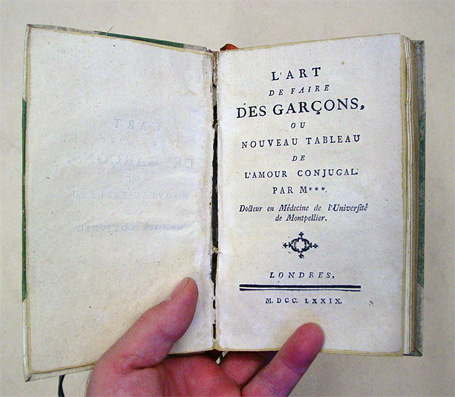 L'ART
DE FAIRE
DES GARÇONS,
OU
NOUVEAU TABLEAU
DE
L'AMOUR CONJUGAL.
PAR M***.
Docteur en Médecine de l'Université
de Montpellier.
LONDRES,
M. DCC. LXXIX.